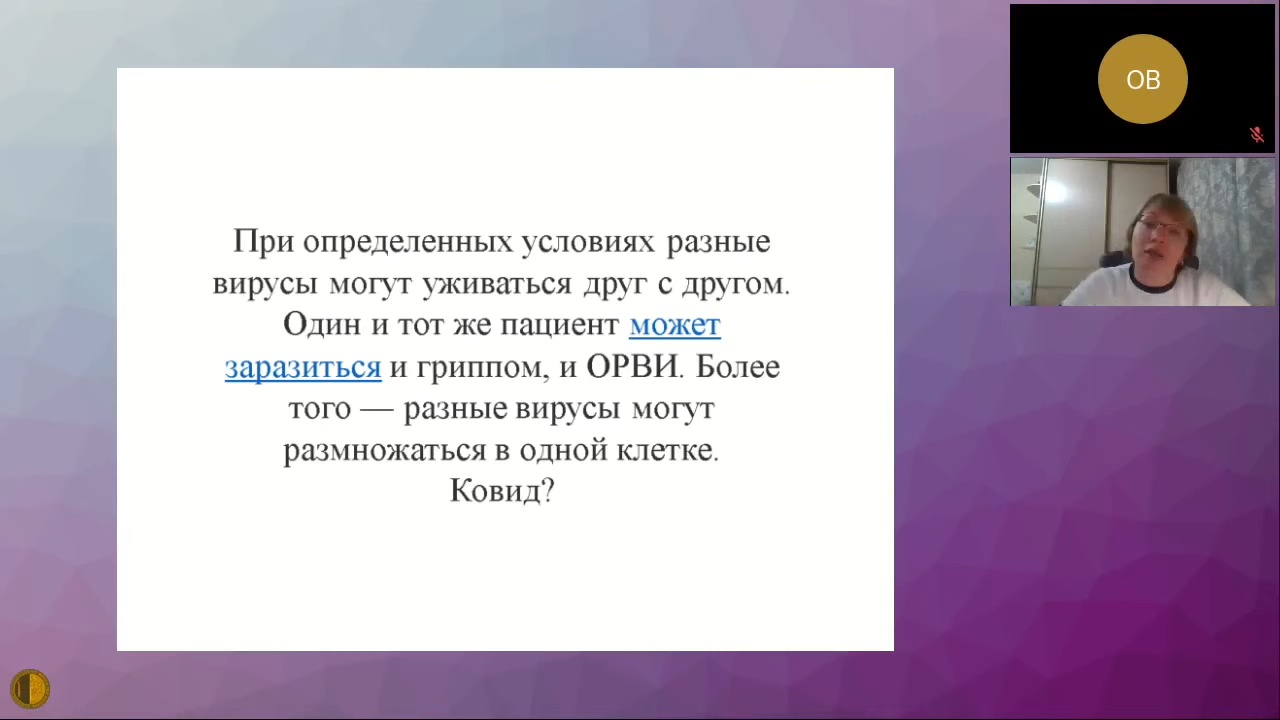 При определенных условиях разные
вирусы могут уживаться друг с другом.
Один и тот же пациент может
заразиться и гриппом, и ОРВИ. Более
того — разные вирусы могут
размножаться в одной клетке.
Ковид?
ОВ